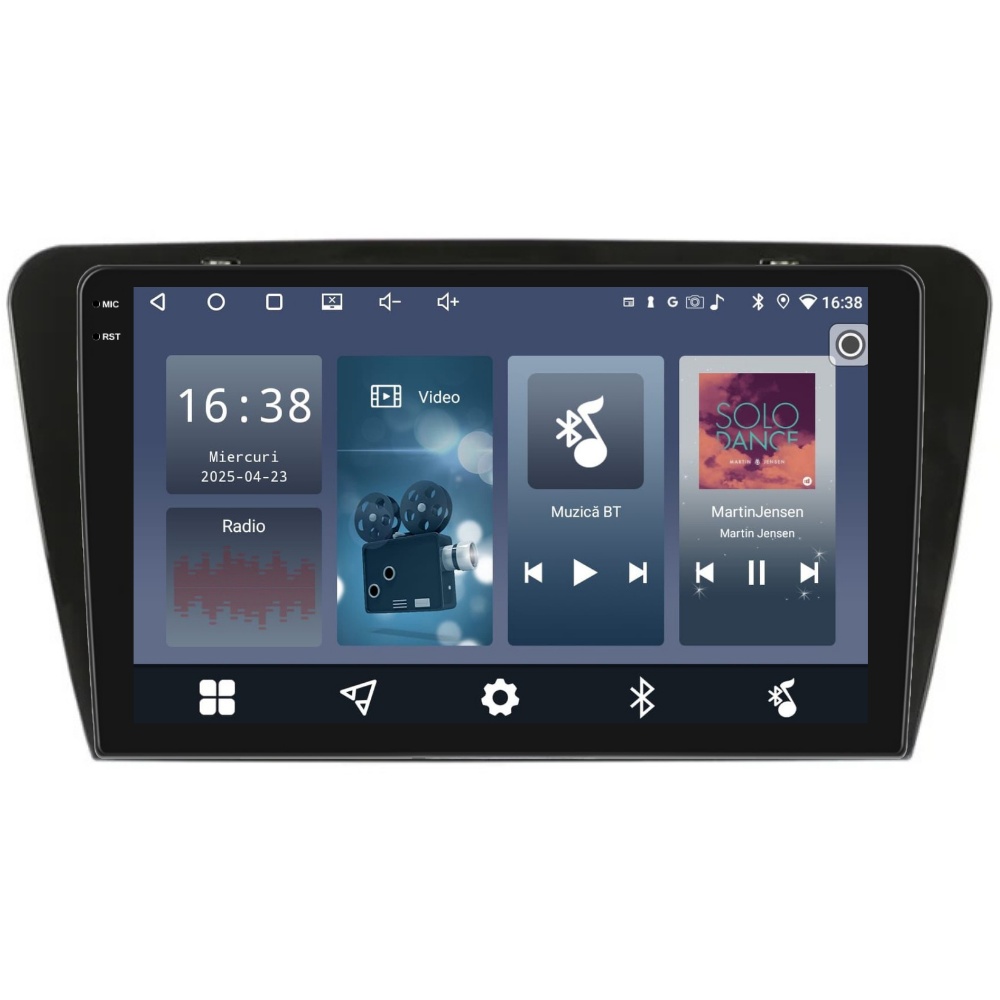 MIC
RST
G
16:38
16:38
Miercuri
2025-04-23
Radio
Video
Muzică BT
SOLO
DANCE
MARTIN JENSEN
MartinJensen
Martin Jensen